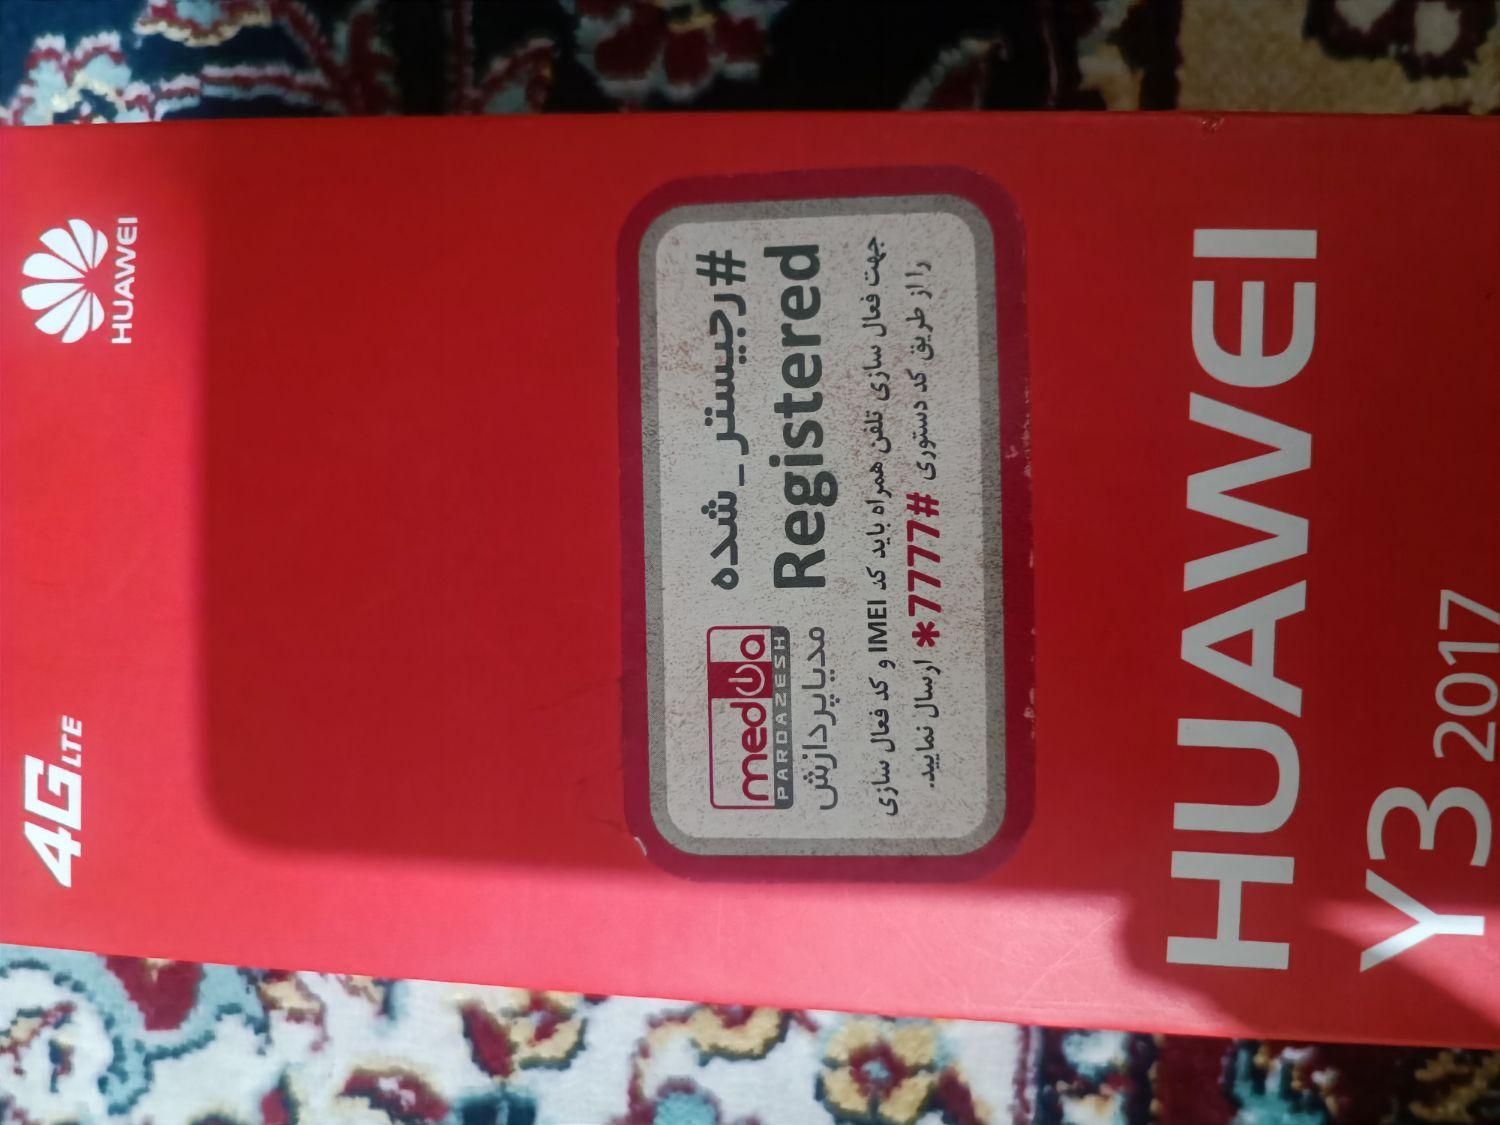 4G LTE
HUAWEI
#رجیستر_شده
Registered
media
PARDAZESH
مدیاپردازش
جهت فعال سازی تلفن همراه باید کد IMEI و کد فعال سازی
را از طریق کد دستوری #7777* ارسال نمایید.
HUAWEI
Y3 2017